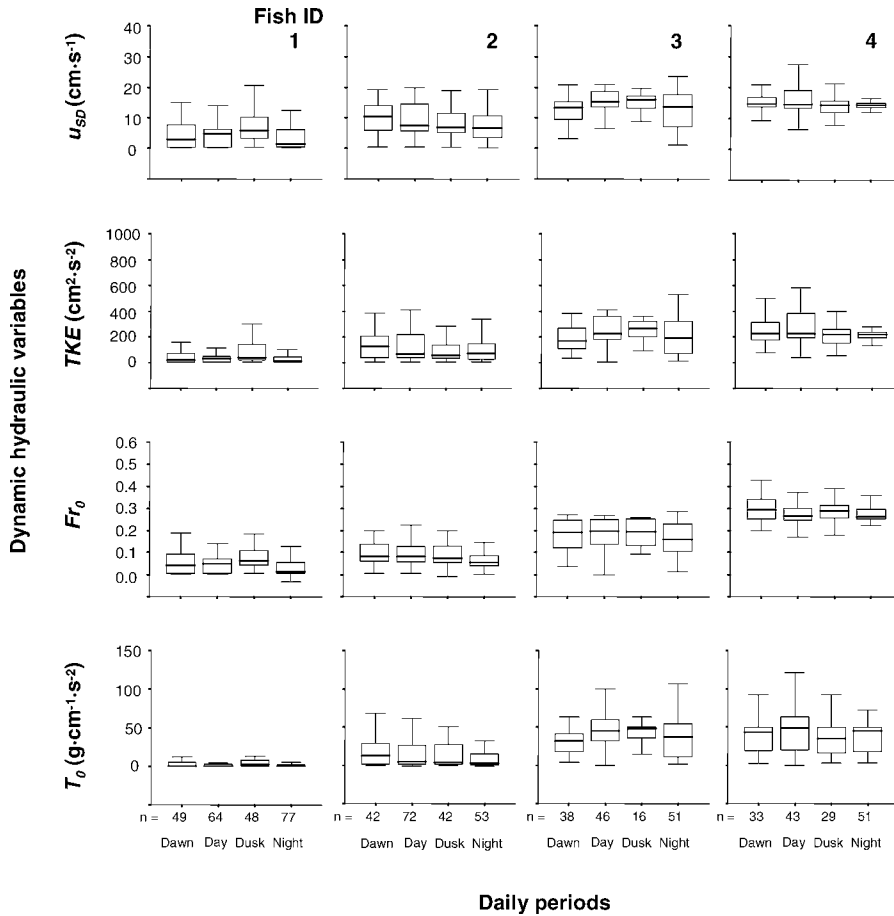 Fish ID
1 2 3 4
Dynamic hydraulic variables
u_SD (cm·s⁻¹)
40
30
20
10
0
TKE (cm²·s⁻²)
1000
800
600
400
200
0
Fr₀
0.6
0.5
0.4
0.3
0.2
0.1
0.0
T₀ (g·cm⁻¹·s⁻²)
150
100
50
0
n = 49 64 48 77 n = 42 72 42 53 n = 38 46 16 51 n = 33 43 29 51
Dawn Day Dusk Night Dawn Day Dusk Night Dawn Day Dusk Night Dawn Day Dusk Night
Daily periods